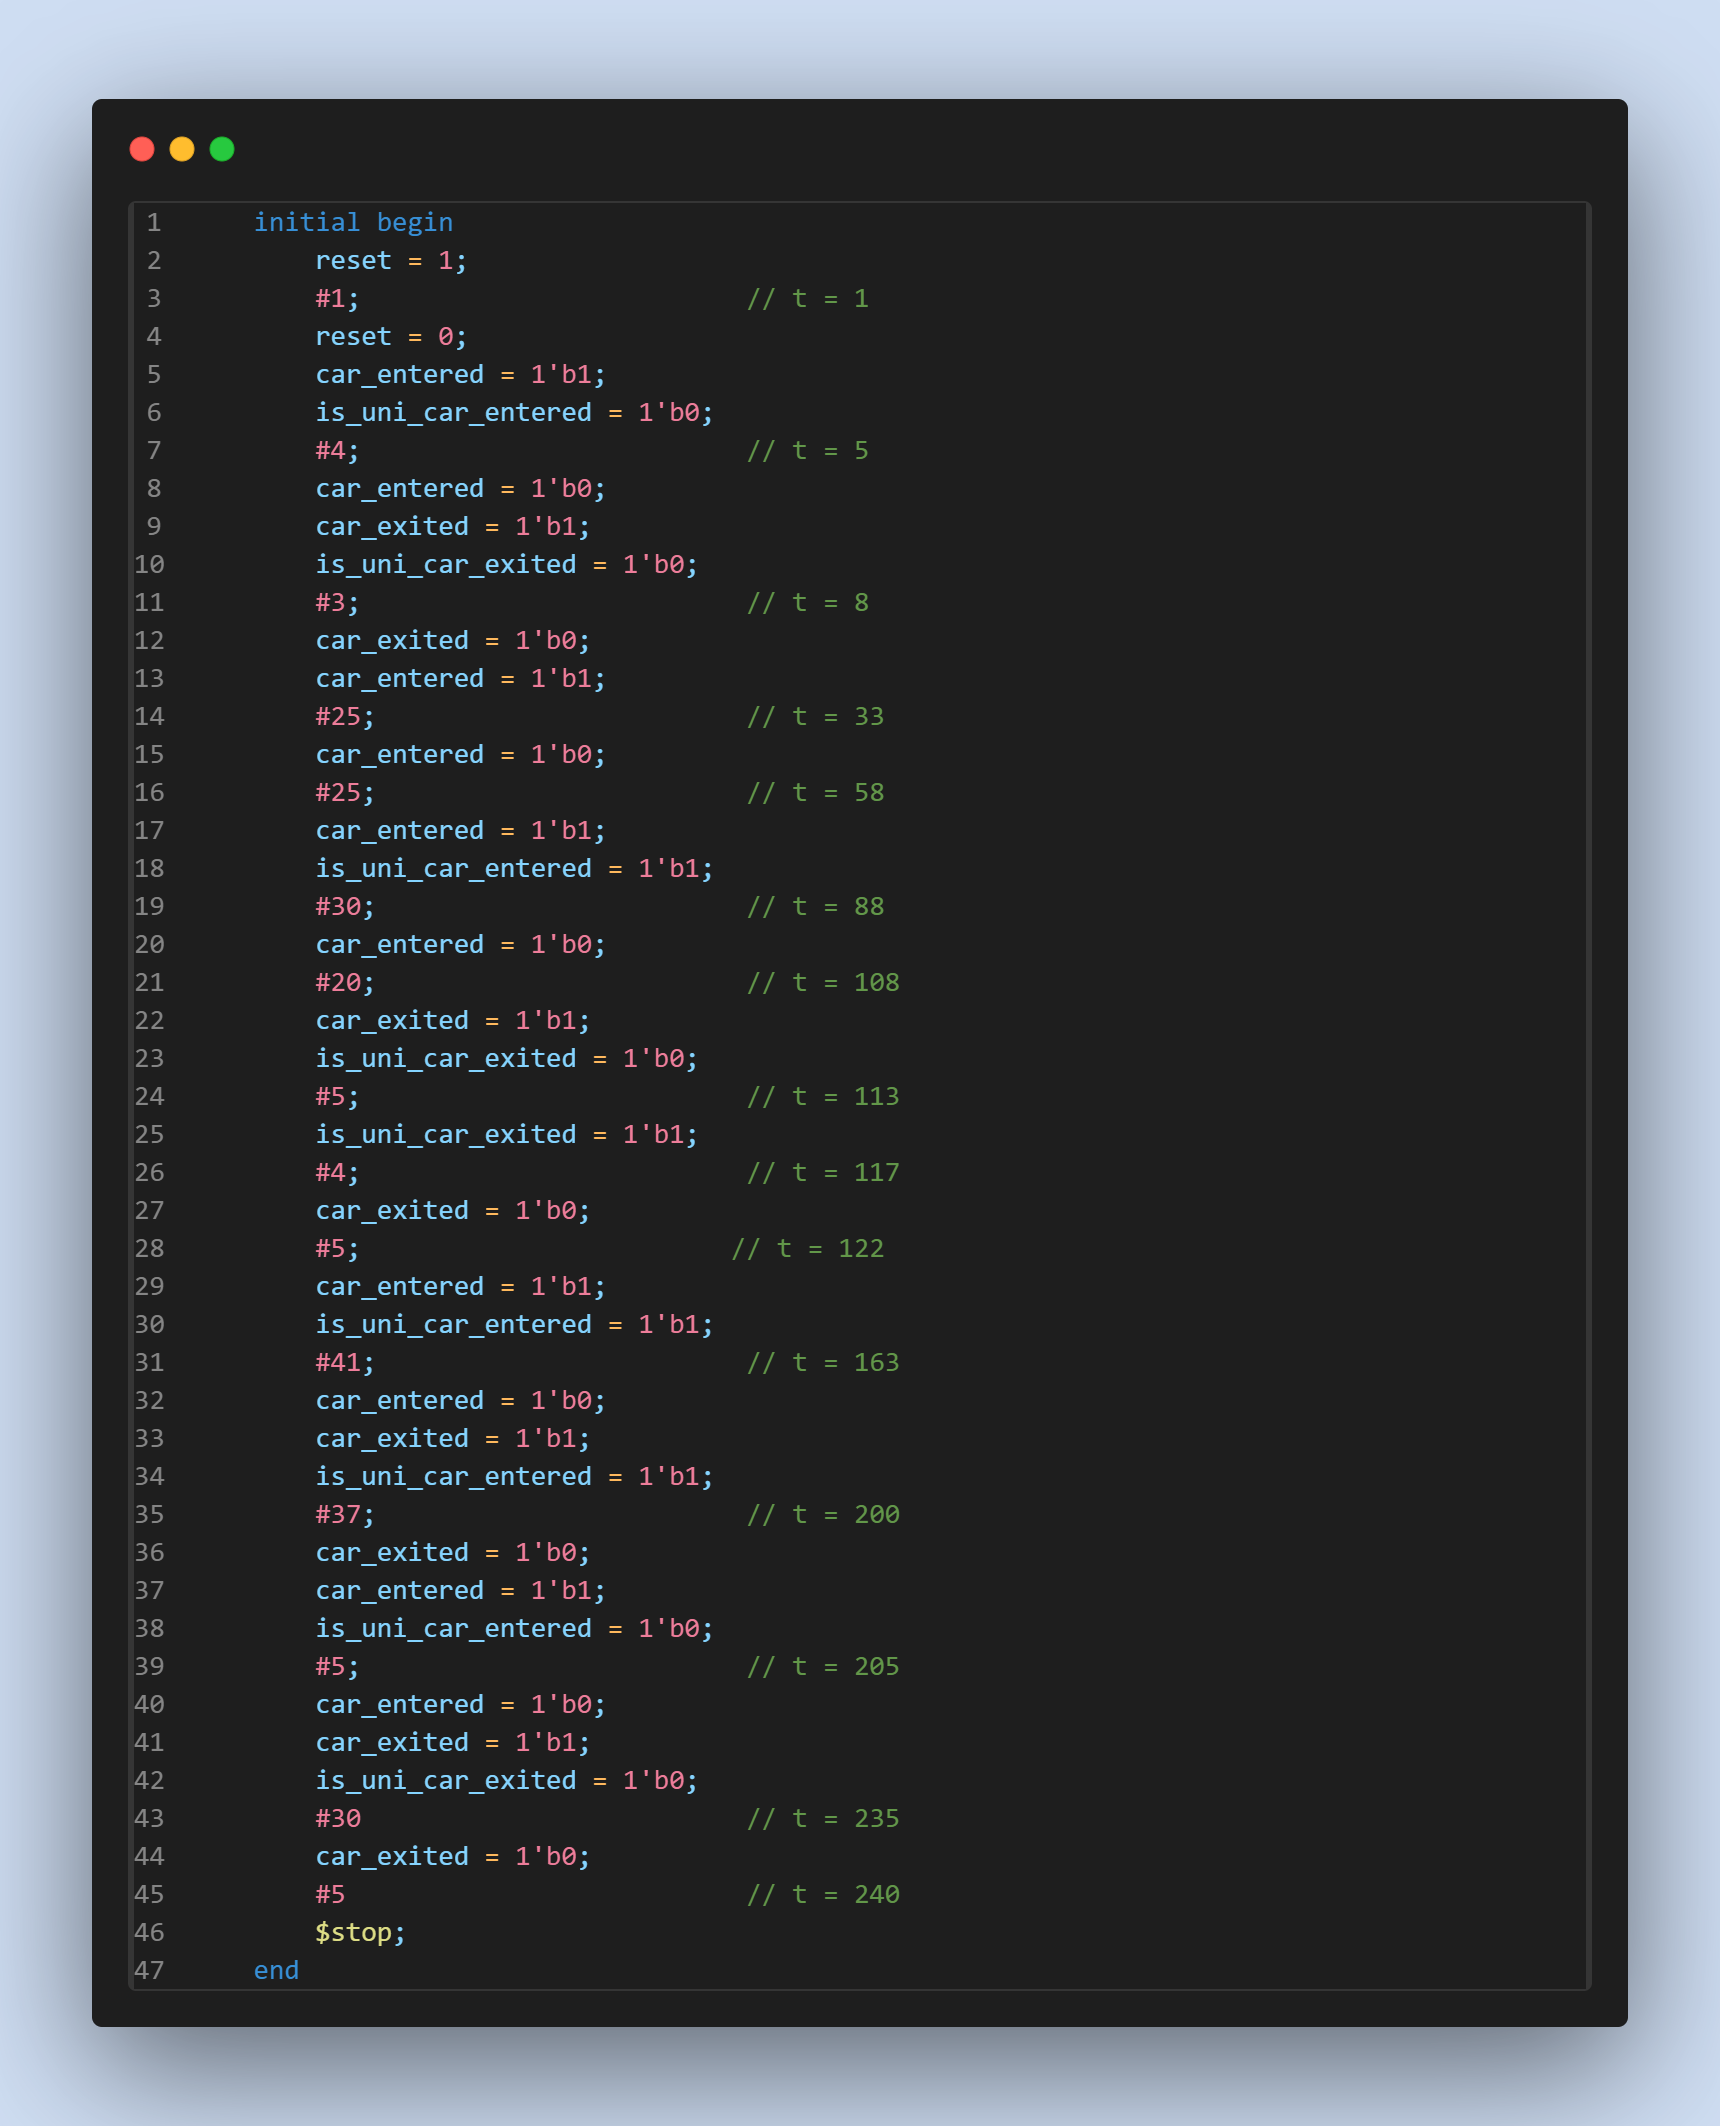 1 initial begin
2 reset = 1;
3 #1; // t = 1
4 reset = 0;
5 car_entered = 1'b1;
6 is_uni_car_entered = 1'b0;
7 #4; // t = 5
8 car_entered = 1'b0;
9 car_exited = 1'b1;
10 is_uni_car_exited = 1'b0;
11 #3; // t = 8
12 car_exited = 1'b0;
13 car_entered = 1'b1;
14 #25; // t = 33
15 car_entered = 1'b0;
16 #25; // t = 58
17 car_entered = 1'b1;
18 is_uni_car_entered = 1'b1;
19 #30; // t = 88
20 car_entered = 1'b0;
21 #20; // t = 108
22 car_exited = 1'b1;
23 is_uni_car_exited = 1'b0;
24 #5; // t = 113
25 is_uni_car_exited = 1'b1;
26 #4; // t = 117
27 car_exited = 1'b0;
28 #5; // t = 122
29 car_entered = 1'b1;
30 is_uni_car_entered = 1'b1;
31 #41; // t = 163
32 car_entered = 1'b0;
33 car_exited = 1'b1;
34 is_uni_car_entered = 1'b1;
35 #37; // t = 200
36 car_exited = 1'b0;
37 car_entered = 1'b1;
38 is_uni_car_entered = 1'b0;
39 #5; // t = 205
40 car_entered = 1'b0;
41 car_exited = 1'b1;
42 is_uni_car_exited = 1'b0;
43 #30 // t = 235
44 car_exited = 1'b0;
45 #5 // t = 240
46 $stop;
47 end